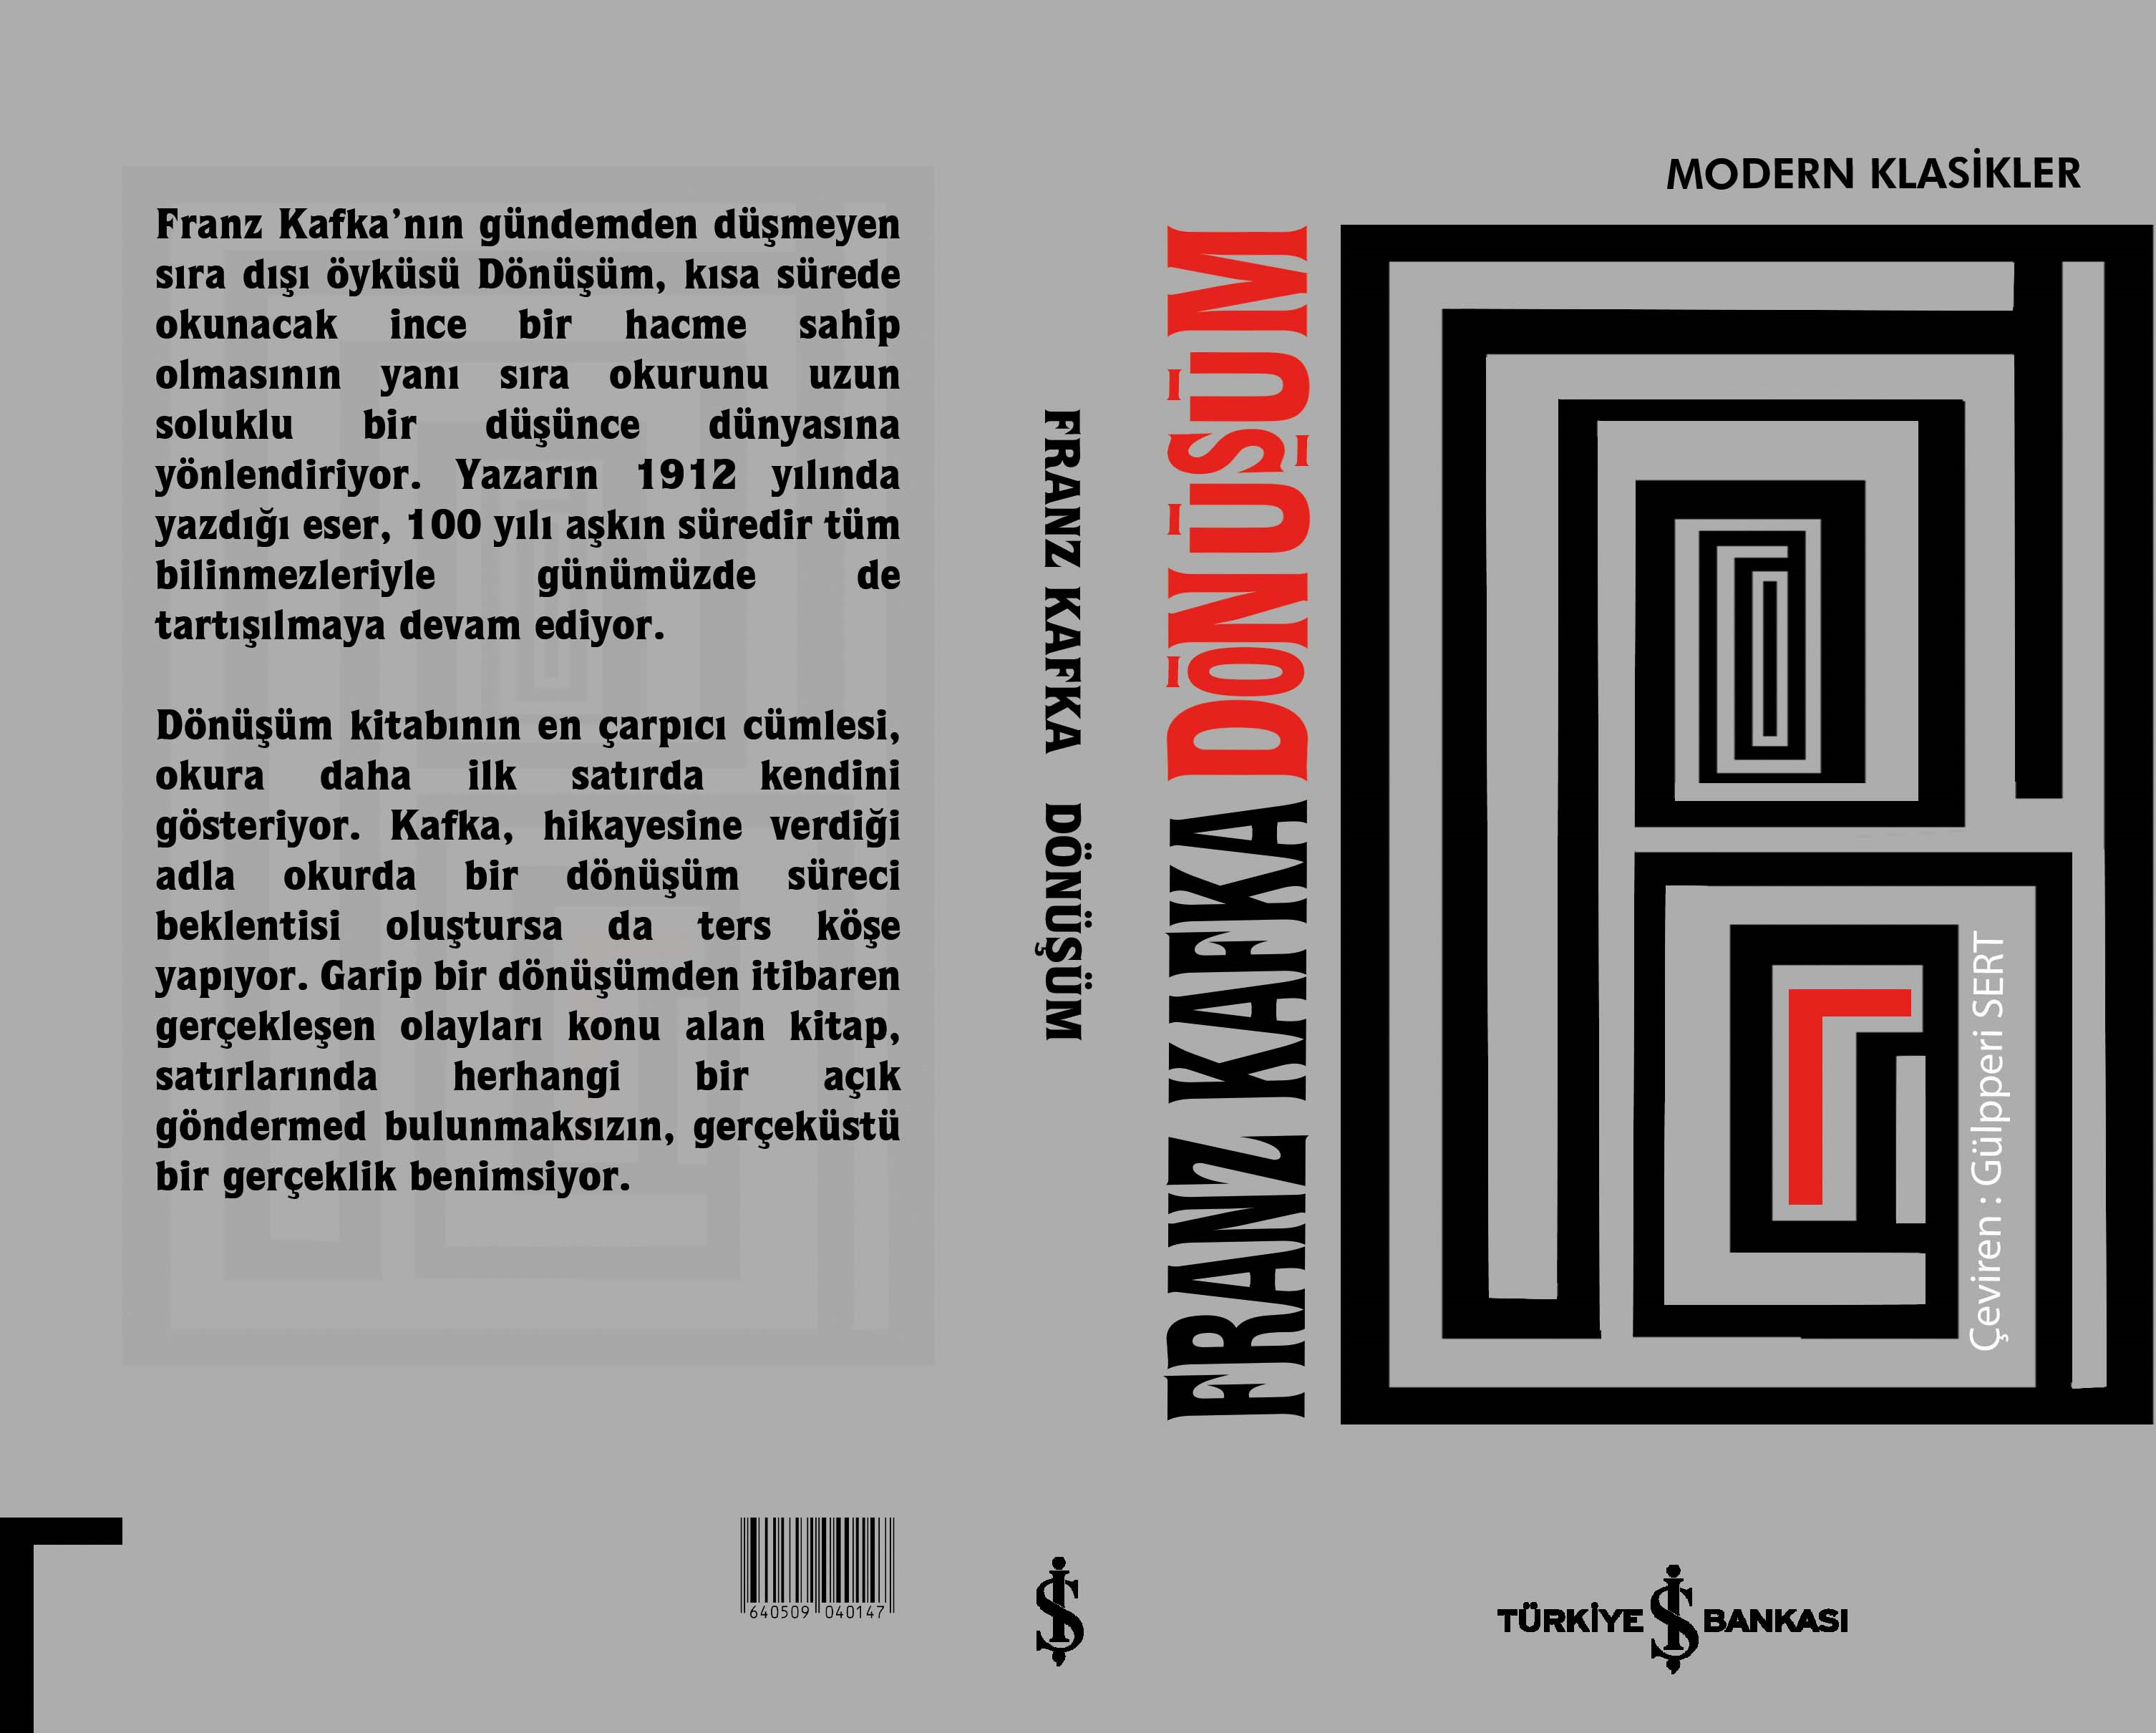 Franz Kafka’nın gündemden düşmeyen
sıra dışı öyküsü Dönüşüm, kısa sürede
okunacak ince bir hacme sahip
olmasının yanı sıra okurunu uzun
soluklu bir düşünce dünyasına
yönlendiriyor. Yazarın 1912 yılında
yazdığı eser, 100 yılı aşkın süredir tüm
bilinmezleriyle günümüzde de
tartışılmaya devam ediyor.
Dönüşüm kitabının en çarpıcı cümlesi,
okura daha ilk satırda kendini
gösteriyor. Kafka, hikayesine verdiği
adla okurda bir dönüşüm süreci
beklentisi oluştursa da ters köşe
yapıyor. Garip bir dönüşümden itibaren
gerçekleşen olayları konu alan kitap,
satırlarında herhangi bir açık
göndermed bulunmaksızın, gerçeküstü
bir gerçeklik benimsiyor.
640509 040147
FRANZ KAFKA DÖNÜŞÜM
İŞ
MODERN KLASİKLER
FRANZ KAFKA DÖNÜŞÜM
Çeviren : Gülpperi SERT
TÜRKİYE İŞ BANKASI